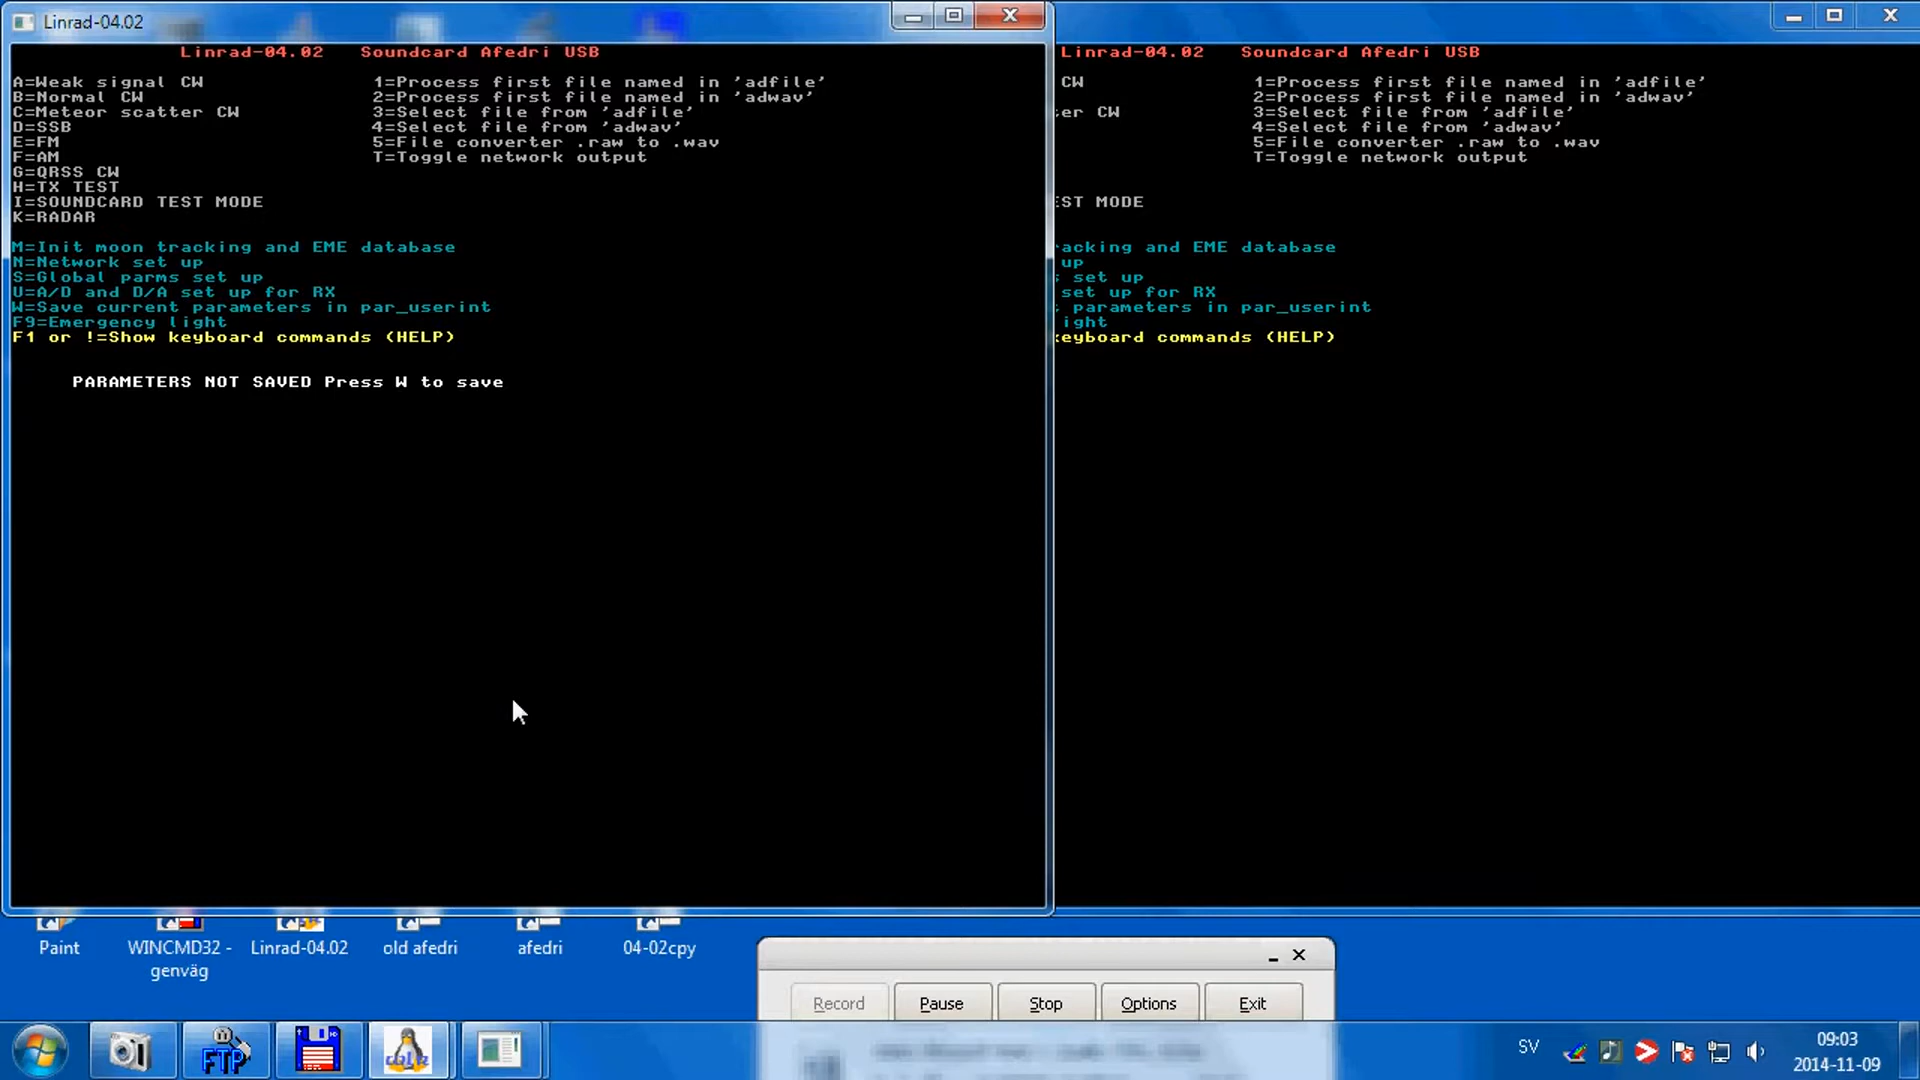 Linrad-04.02
Linrad-04.02 Soundcard Afedri USB
A=Weak signal CW 1=Process first file named in 'adfile'
B=Normal CW 2=Process first file named in 'adwav'
C=Meteor scatter CW 3=Select file from 'adfile'
D=SSB 4=Select file from 'adwav'
E=FM 5=File converter .raw to .wav
F=AM T=Toggle network output
G=QRSS CW
H=TX TEST
I=SOUNDCARD TEST MODE
K=RADAR
M=Init moon tracking and EME database
N=Network set up
S=Global parms set up
U=A/D and D/A set up for RX
W=Save current parameters in par_userint
F9=Emergency light
F1 or !=Show keyboard commands (HELP)
PARAMETERS NOT SAVED Press W to save
Linrad-04.02 Soundcard Afedri USB
CW 1=Process first file named in 'adfile'
2=Process first file named in 'adwav'
ter CW 3=Select file from 'adfile'
4=Select file from 'adwav'
5=File converter .raw to .wav
T=Toggle network output
EST MODE
acking and EME database
up
s set up
set up for RX
t parameters in par_userint
ight
keyboard commands (HELP)
Paint
WINCMD32 -
genväg
Linrad-04.02
old afedri
afedri
04-02cpy
Record Pause Stop Options Exit
FTP
SV
09:03
2014-11-09